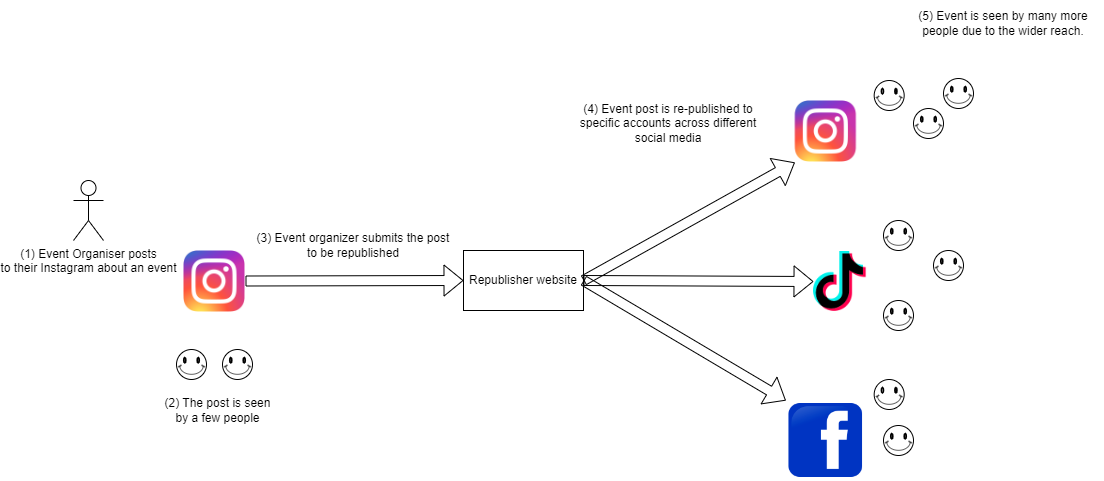 (5) Event is seen by many more
people due to the wider reach.
(4) Event post is re-published to
specific accounts across different
social media
(1) Event Organiser posts
to their Instagram about an event
(3) Event organizer submits the post
to be republished
Republisher website
(2) The post is seen
by a few people